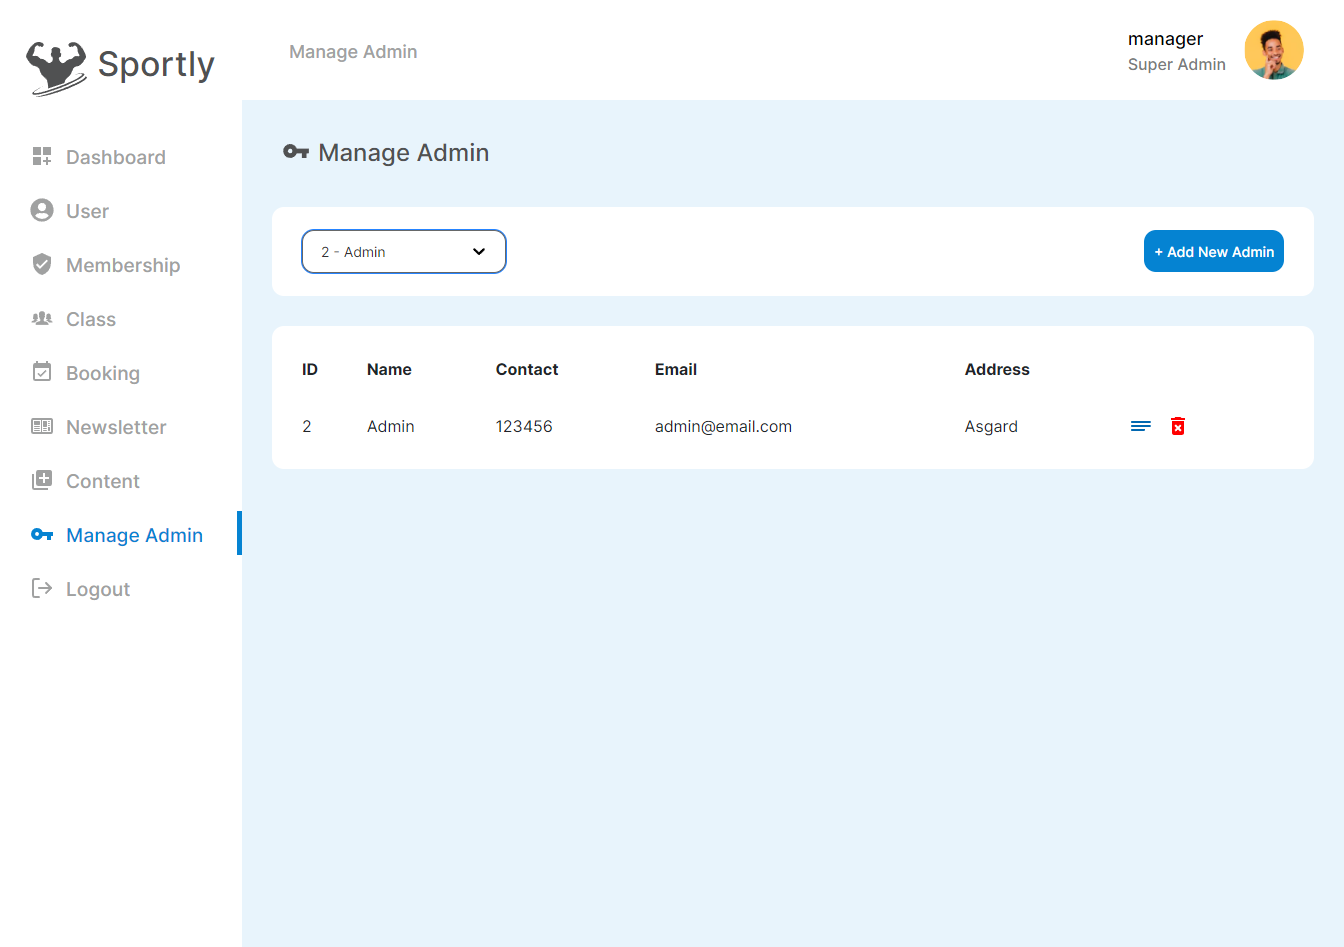 Sportly
Manage Admin
manager
Super Admin
Dashboard
User
Membership
Class
Booking
Newsletter
Content
Manage Admin
Logout
Manage Admin
2 - Admin
+ Add New Admin
ID Name Contact Email Address
2 Admin 123456 admin@email.com Asgard